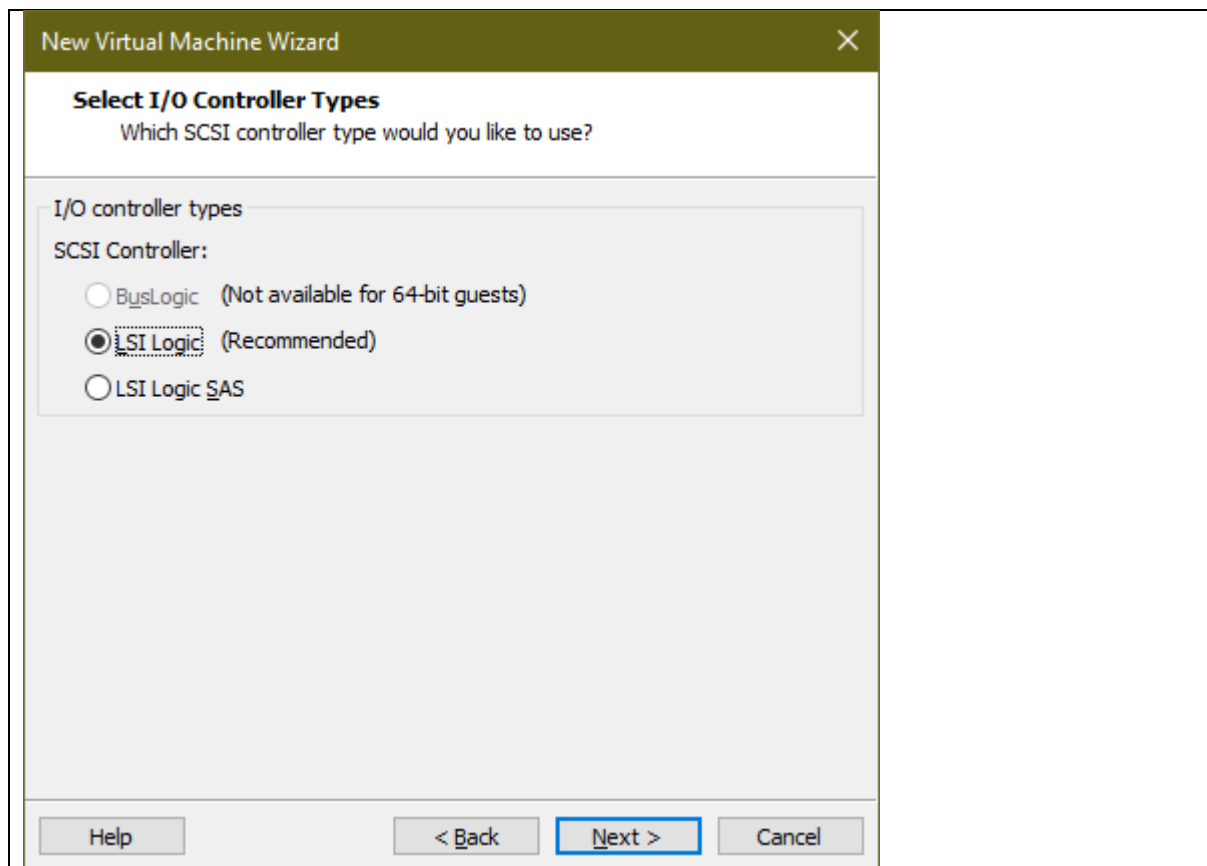 New Virtual Machine Wizard
Select I/O Controller Types
Which SCSI controller type would you like to use?
I/O controller types
SCSI Controller:
BusLogic (Not available for 64-bit guests)
LSI Logic (Recommended)
LSI Logic SAS
Help < Back Next > Cancel